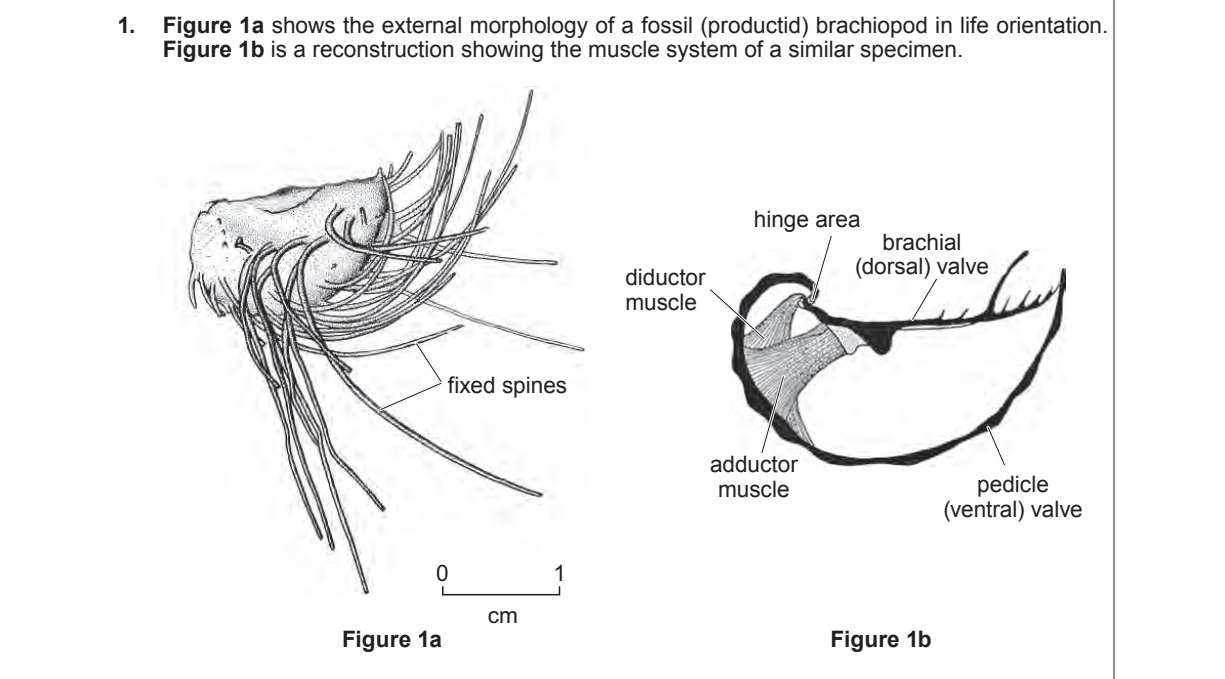 1. Figure 1a shows the external morphology of a fossil (productid) brachiopod in life orientation.
Figure 1b is a reconstruction showing the muscle system of a similar specimen.
fixed spines
0 1
cm
Figure 1a
hinge area
brachial
(dorsal) valve
diductor
muscle
adductor
muscle
pedicle
(ventral) valve
Figure 1b